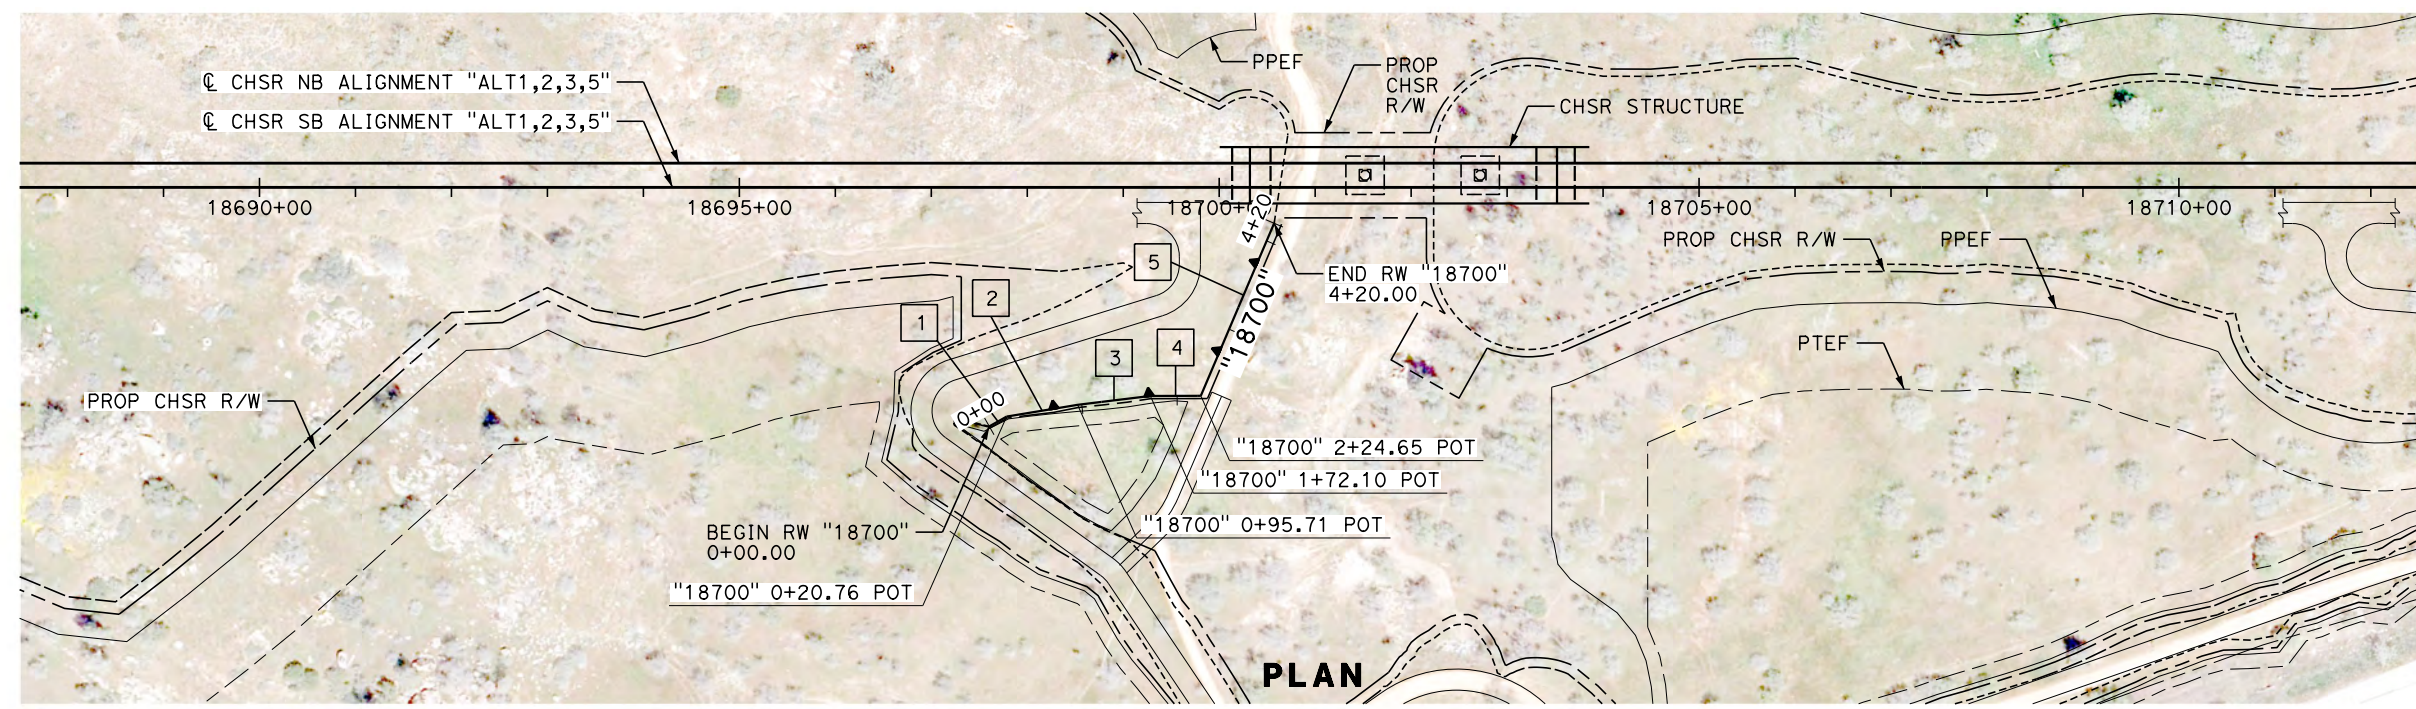 PPEF
PROP
CHSR
R/W
CHSR STRUCTURE
℄ CHSR NB ALIGNMENT "ALT1,2,3,5"
℄ CHSR SB ALIGNMENT "ALT1,2,3,5"
18690+00
18695+00
18700+
18705+00
18710+00
4+20
PROP CHSR R/W
PPEF
5
END RW "18700"
4+20.00
2
1
"18700"
3
4
PTEF
PROP CHSR R/W
0+00
"18700" 2+24.65 POT
"18700" 1+72.10 POT
"18700" 0+95.71 POT
BEGIN RW "18700"
0+00.00
"18700" 0+20.76 POT
PLAN